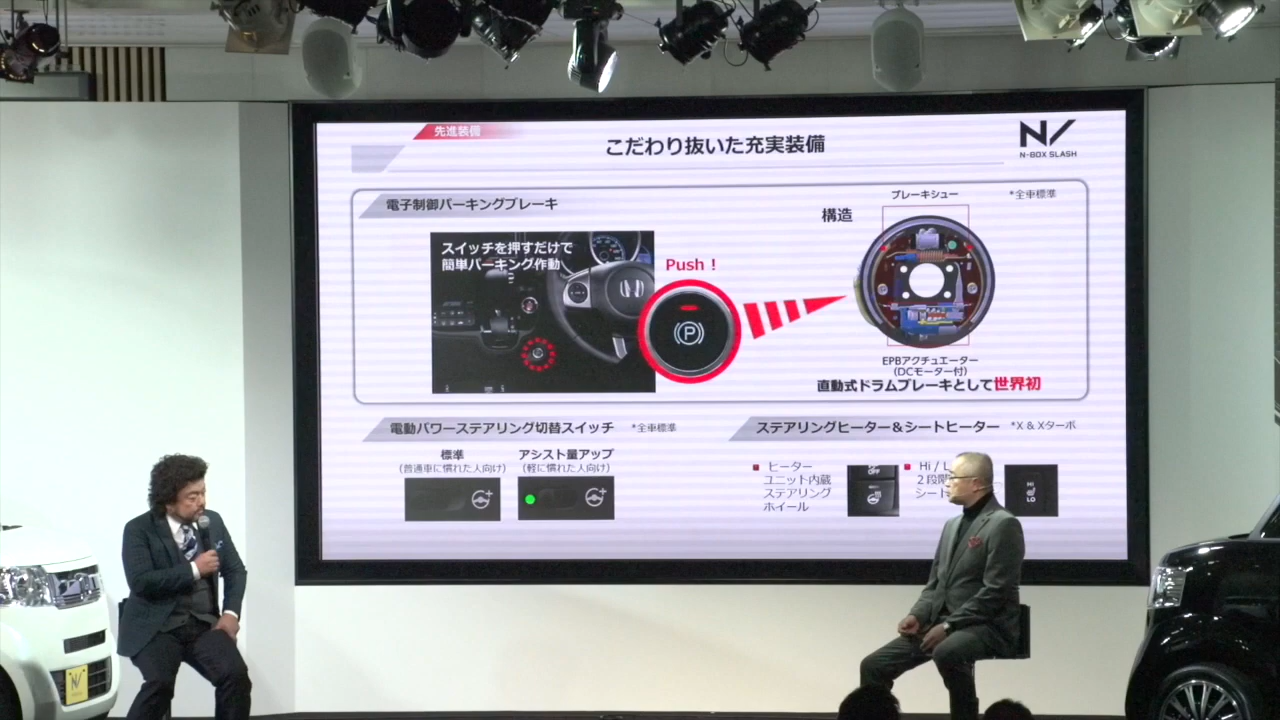 先進装備
こだわり抜いた充実装備
N/
N-BOX SLASH
電子制御パーキングブレーキ
スイッチを押すだけで
簡単パーキング作動
Push！
P
構造
ブレーキシュー
*全車標準
EPBアクチュエーター
(DCモーター付)
直動式ドラムブレーキとして世界初
電動パワーステアリング切替スイッチ
*全車標準
標準
(普通車に慣れた人向け)
アシスト量アップ
(軽に慣れた人向け)
ステアリングヒーター＆シートヒーター
*X & Xターボ
ヒーター
ユニット内蔵
ステアリング
ホイール
Hi / L
２段階
シート
LO HI
N/